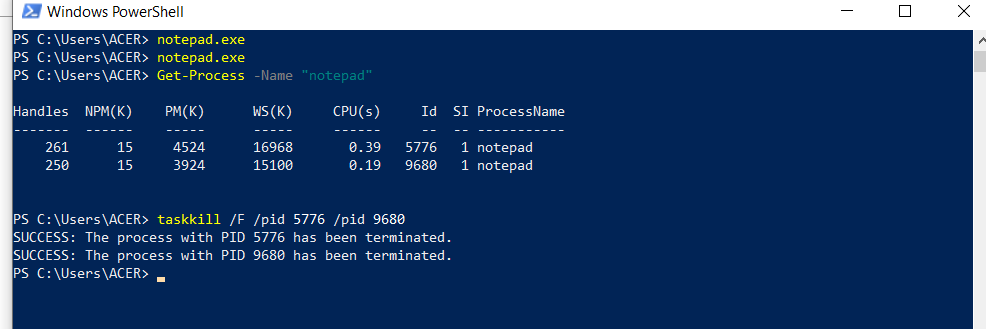 Windows PowerShell
PS C:\Users\ACER> notepad.exe
PS C:\Users\ACER> notepad.exe
PS C:\Users\ACER> Get-Process -Name "notepad"
Handles  NPM(K)    PM(K)      WS(K)     CPU(s)     Id  SI ProcessName
-------  ------    -----      -----     ------     --  -- -----------
    261      15     4524      16968       0.39   5776   1 notepad
    250      15     3924      15100       0.19   9680   1 notepad
PS C:\Users\ACER> taskkill /F /pid 5776 /pid 9680
SUCCESS: The process with PID 5776 has been terminated.
SUCCESS: The process with PID 9680 has been terminated.
PS C:\Users\ACER>